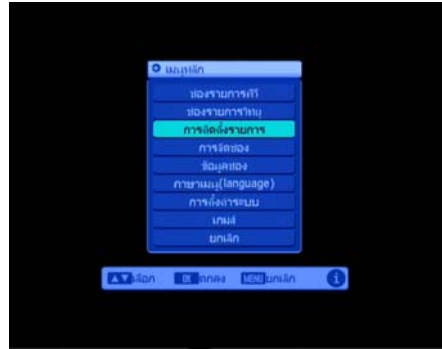 เมนูหลัก
ช่องรายการทีวี
ช่องรายการวิทยุ
การติดตั้งรายการ
การจัดช่อง
ข้อมูลช่อง
ภาษาเมนู(language)
การตั้งค่าระบบ
เกมส์
ยกเลิก
▲▼เลือก OK ตกลง MENU ยกเลิก i